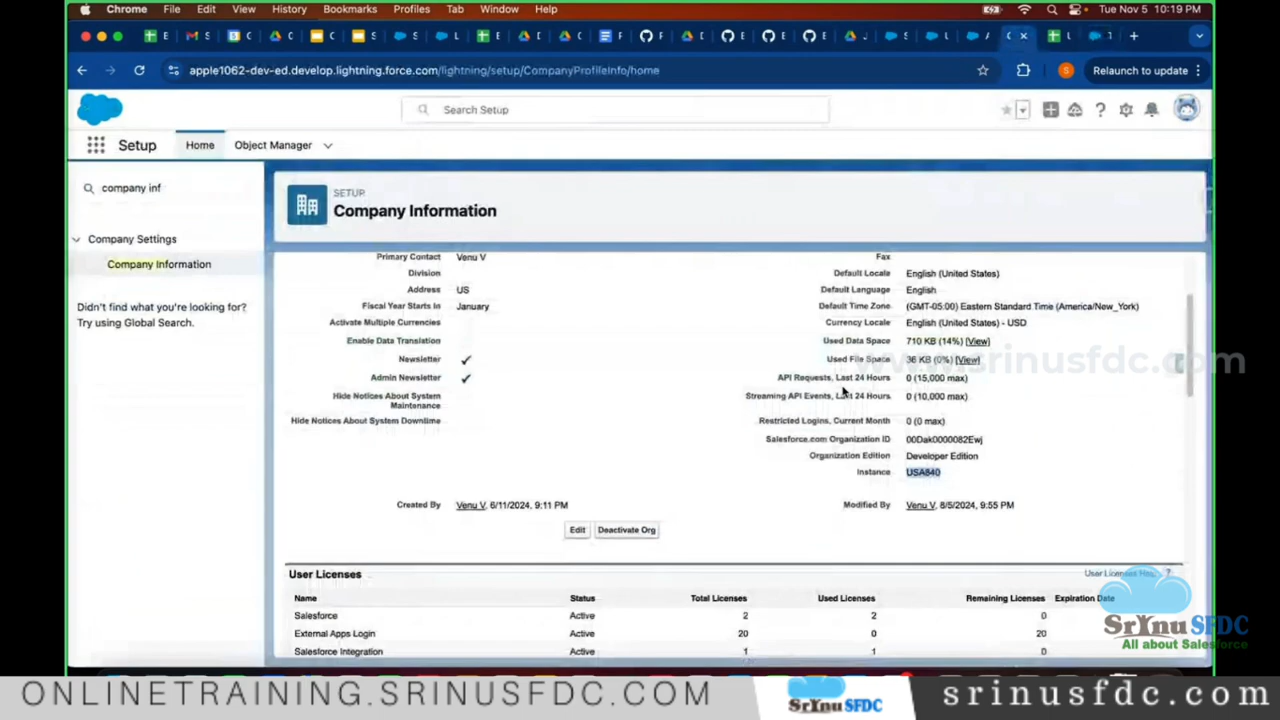 Chrome File Edit View History Bookmarks Profiles Tab Window Help Tue Nov 5 10:19 PM
apple1062-dev-ed.develop.lightning.force.com/lightning/setup/CompanyProfileInfo/home Relaunch to update
Search Setup
Setup Home Object Manager
company inf
Company Settings
Company Information
Didn't find what you're looking for?
Try using Global Search.
SETUP
Company Information
Primary Contact Venu V
Division
Address US
Fiscal Year Starts In January
Activate Multiple Currencies
Enable Data Translation
Newsletter ✓
Admin Newsletter ✓
Hide Notices About System
Maintenance
Hide Notices About System Downtime
Fax
Default Locale English (United States)
Default Language English
Default Time Zone (GMT-05:00) Eastern Standard Time (America/New_York)
Currency Locale English (United States) - USD
Used Data Space 710 KB (14%) [View]
Used File Space 36 KB (0%) [View]
API Requests, Last 24 Hours 0 (15,000 max)
Streaming API Events, Last 24 Hours 0 (10,000 max)
Restricted Logins, Current Month 0 (0 max)
Salesforce.com Organization ID 00Dak0000082Ewj
Organization Edition Developer Edition
Instance USA840
Created By Venu V, 6/11/2024, 9:11 PM
Modified By Venu V, 8/5/2024, 9:55 PM
Edit Deactivate Org
User Licenses
Name Status Total Licenses Used Licenses Remaining Licenses Expiration Date
Salesforce Active 2 2 0
External Apps Login Active 20 0 20
Salesforce Integration Active 1 1 0
srinusfdc.com
SrYnu SFDC
All about Salesforce
ONLINETRAINING.SRINUSFDC.COM
SrYnu SFDC
srinusfdc.com